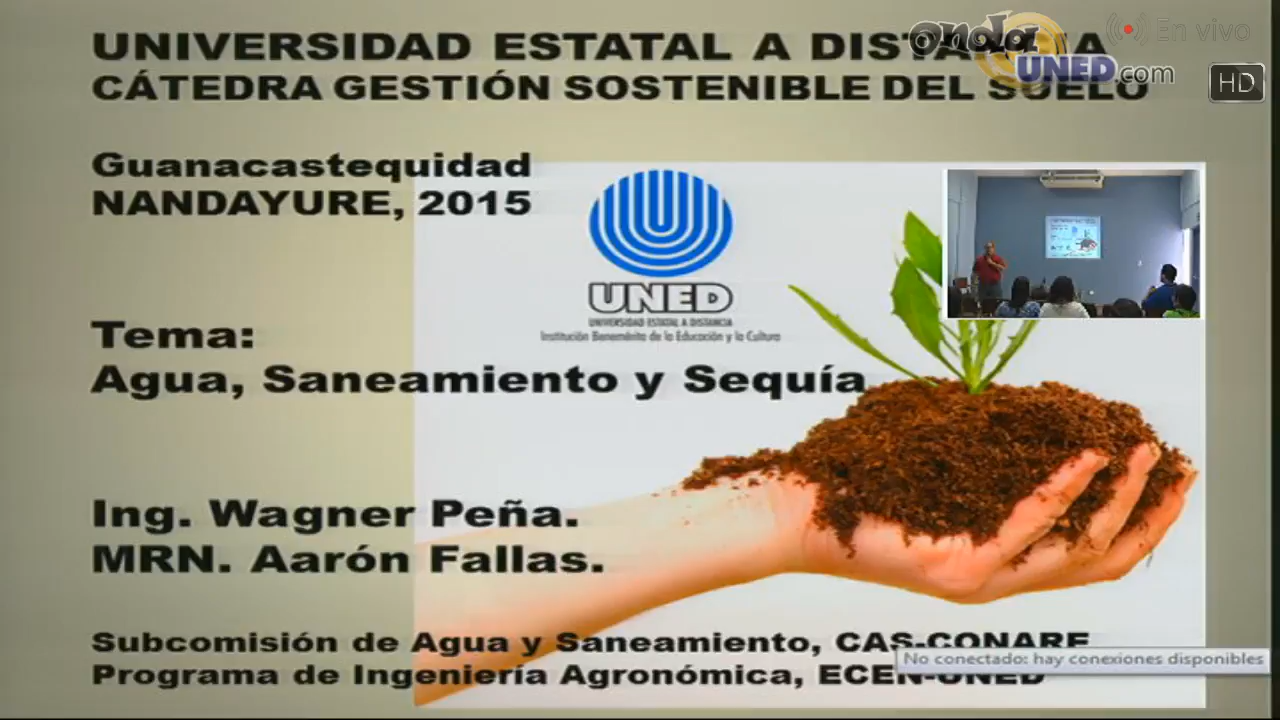 UNIVERSIDAD ESTATAL A DISTANCIA
CÁTEDRA GESTIÓN SOSTENIBLE DEL SUELO
onda
UNED.com
En vivo
HD
Guanacastequidad
NANDAYURE, 2015
UNED
UNIVERSIDAD ESTATAL A DISTANCIA
Institución Benemérita de la Educación y la Cultura
Tema:
Agua, Saneamiento y Sequía
Ing. Wagner Peña.
MRN. Aarón Fallas.
Subcomisión de Agua y Saneamiento, CAS-CONARE
Programa de Ingeniería Agronómica, ECEN-UNED
No conectado: hay conexiones disponibles